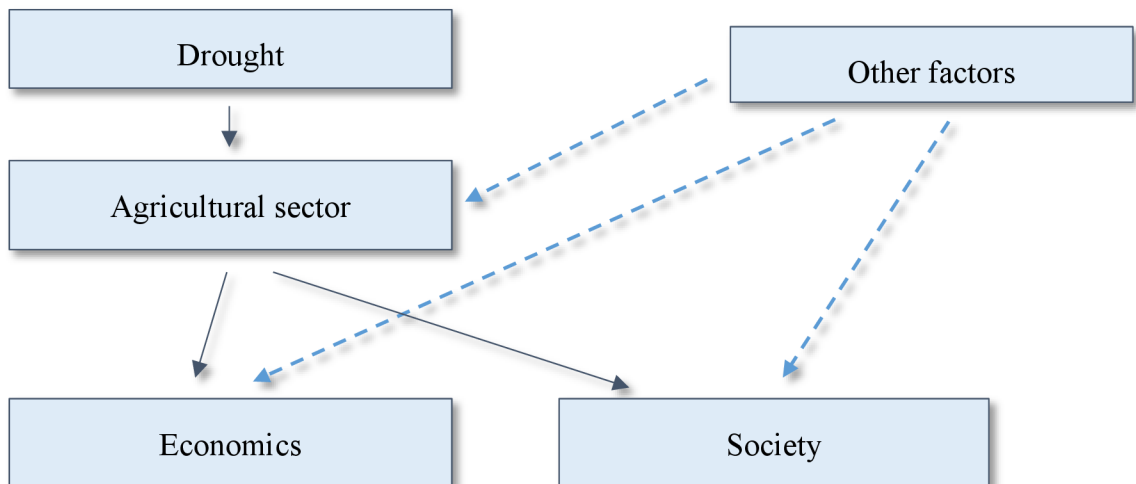 Drought
Other factors
Agricultural sector
Economics
Society